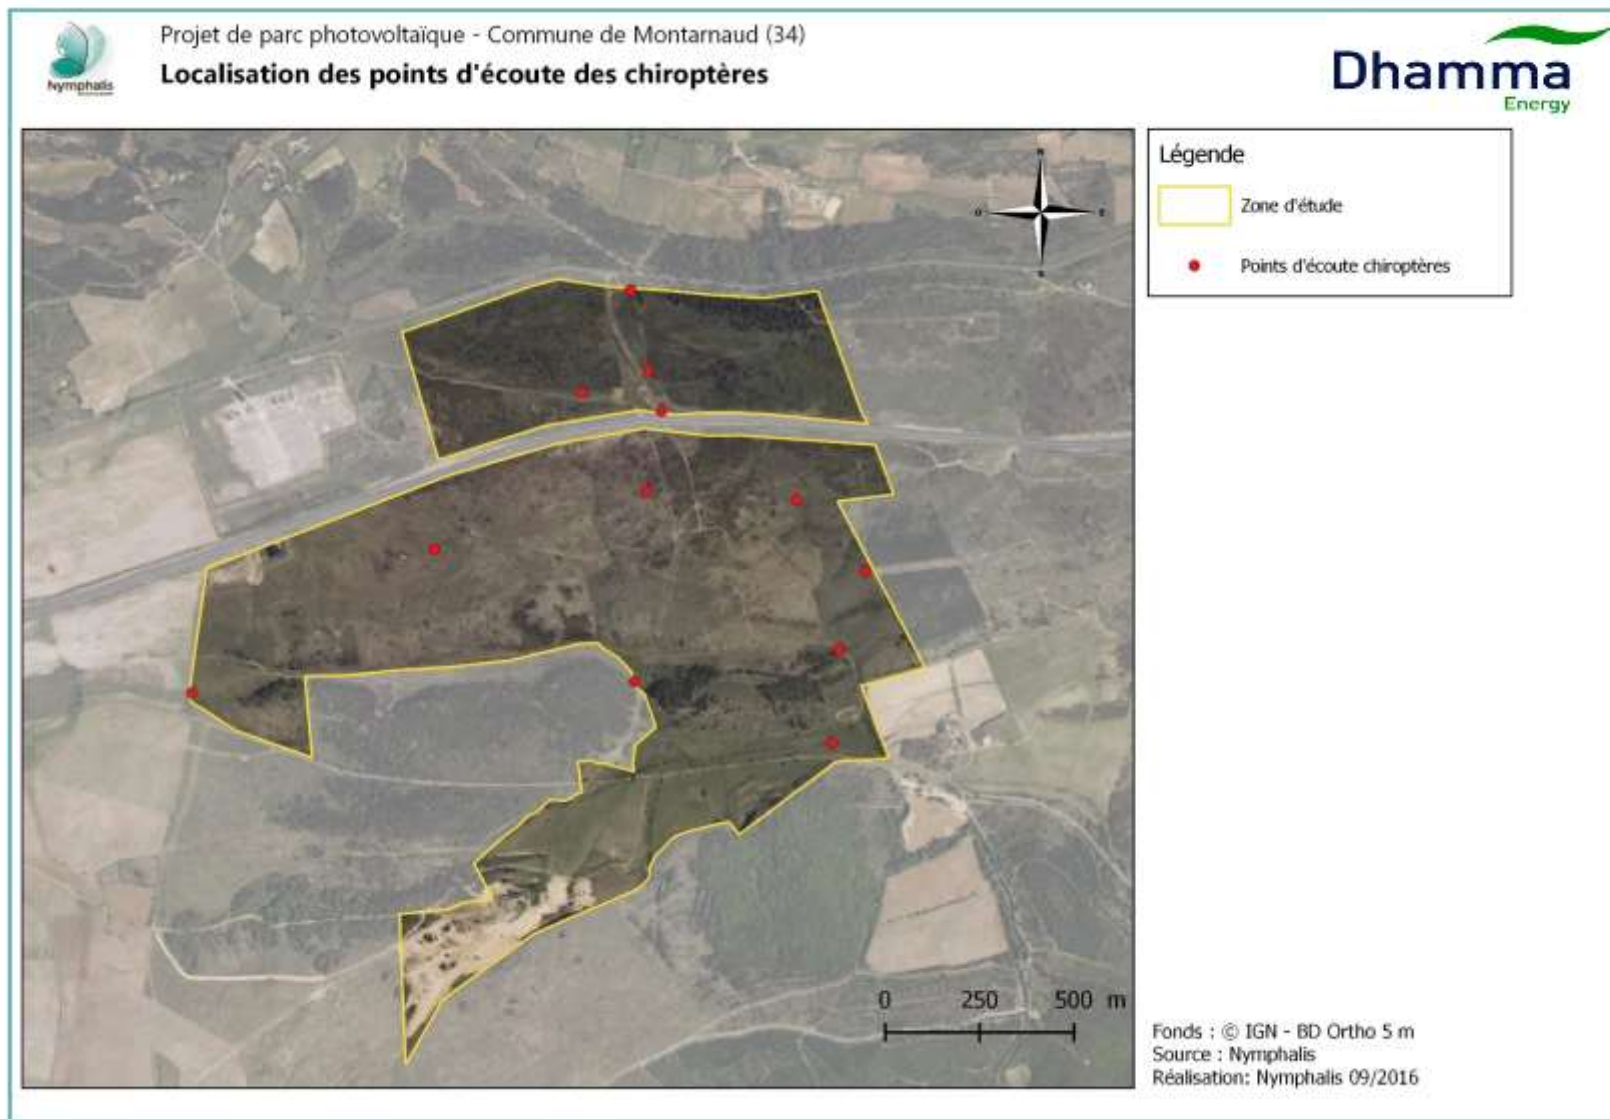 Projet de parc photovoltaïque - Commune de Montarnaud (34)
Localisation des points d'écoute des chiroptères
Nymphalis
Dhamma
Energy
Légende
Zone d'étude
Points d'écoute chiroptères
0 250 500 m
Fonds : © IGN - BD Ortho 5 m
Source : Nymphalis
Réalisation: Nymphalis 09/2016